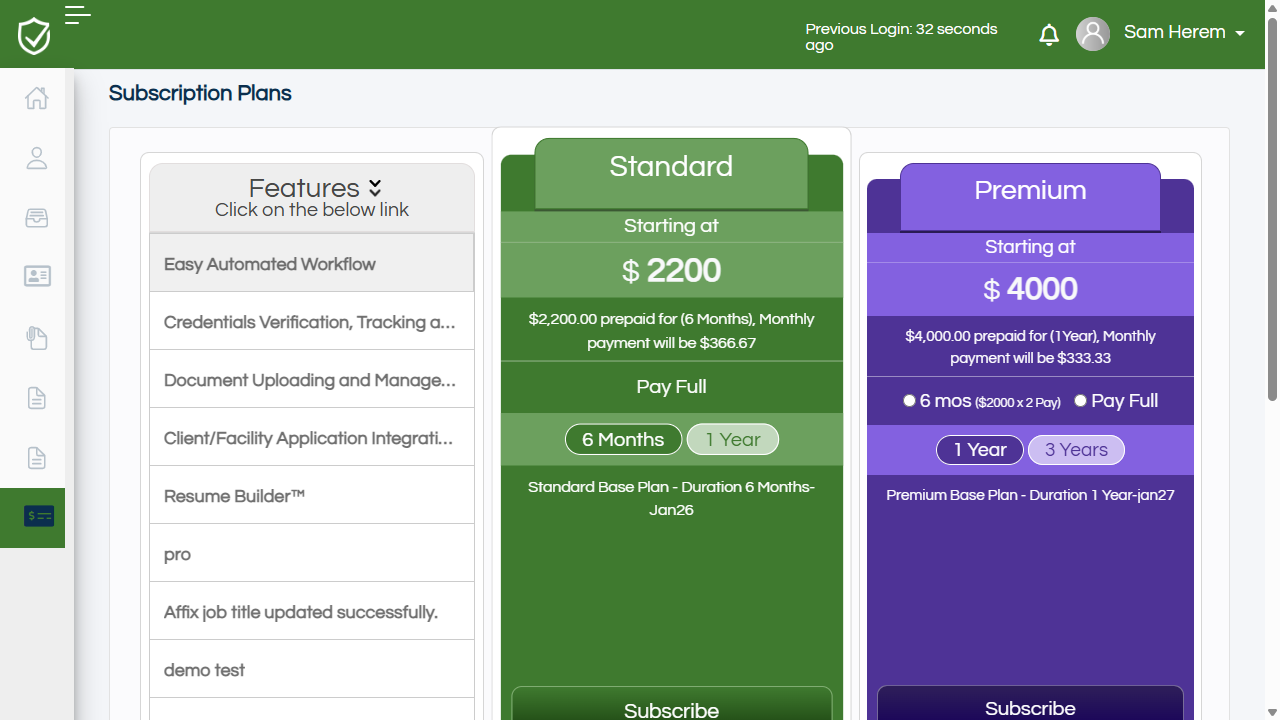 Previous Login: 32 seconds
ago
Sam Herem
Subscription Plans
Features
Click on the below link
Easy Automated Workflow
Credentials Verification, Tracking a...
Document Uploading and Manage...
Client/Facility Application Integrati...
Resume Builder™
pro
Affix job title updated successfully.
demo test
Standard
Starting at
$ 2200
$2,200.00 prepaid for (6 Months), Monthly
payment will be $366.67
Pay Full
6 Months 1 Year
Standard Base Plan - Duration 6 Months-
Jan26
Subscribe
Premium
Starting at
$ 4000
$4,000.00 prepaid for (1Year), Monthly
payment will be $333.33
6 mos ($2000 x 2 Pay) Pay Full
1 Year 3 Years
Premium Base Plan - Duration 1 Year-jan27
Subscribe